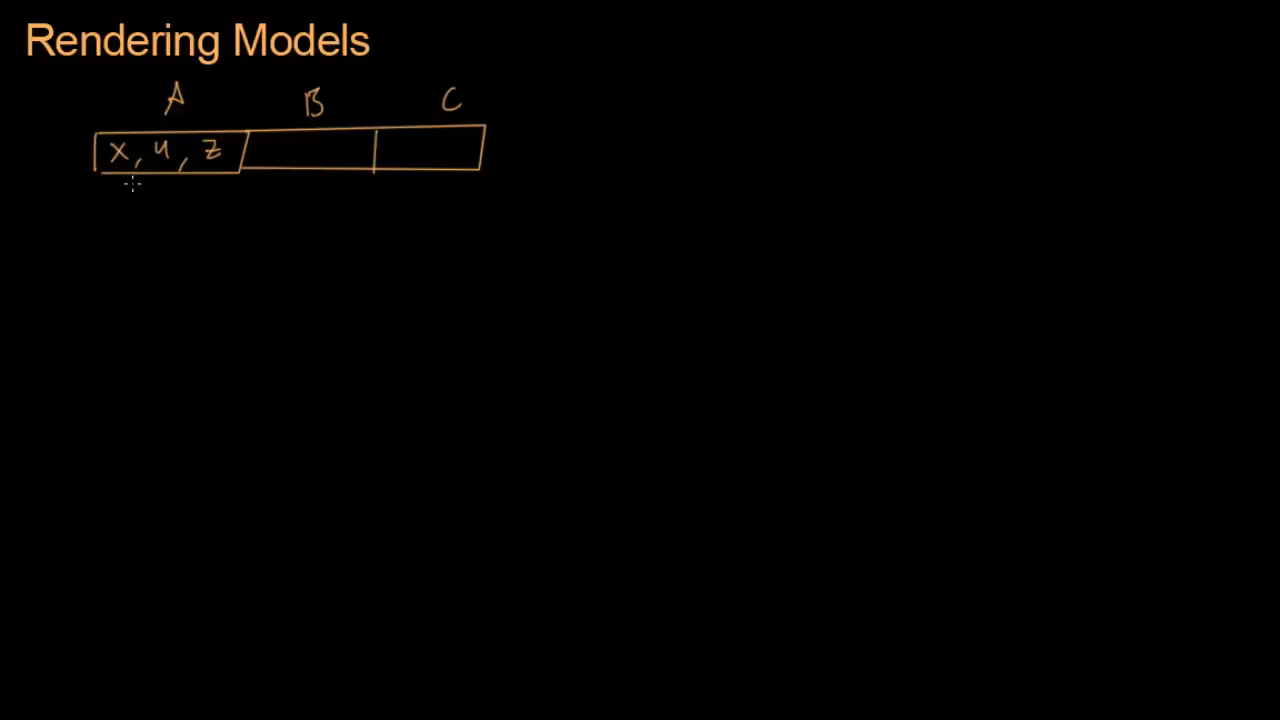 Rendering Models
A B C
x, y, z